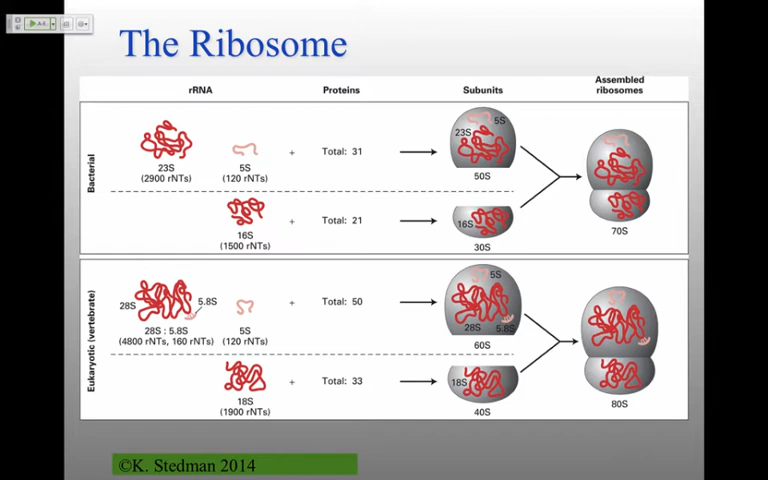 The Ribosome
rRNA Proteins Subunits Assembled ribosomes
Bacterial
23S
(2900 rNTs)
5S
(120 rNTs)
+ Total: 31
23S 5S
50S
16S
(1500 rNTs)
+ Total: 21
16S
30S
70S
Eukaryotic (vertebrate)
28S 5.8S
28S : 5.8S
(4800 rNTs, 160 rNTs)
5S
(120 rNTs)
+ Total: 50
5S
28S 5.8S
60S
18S
(1900 rNTs)
+ Total: 33
18S
40S
80S
©K. Stedman 2014